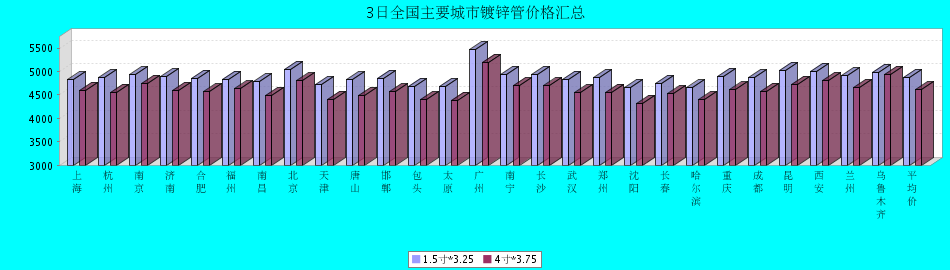 3日全国主要城市镀锌管价格汇总
5500
5000
4500
4000
3500
3000
上海 杭州 南京 济南 合肥 福州 南昌 北京 天津 唐山 邯郸 包头 太原 广州 南宁 长沙 武汉 郑州 沈阳 长春 哈尔滨 重庆 成都 昆明 西安 兰州 乌鲁木齐 平均价
1.5寸*3.25 4寸*3.75